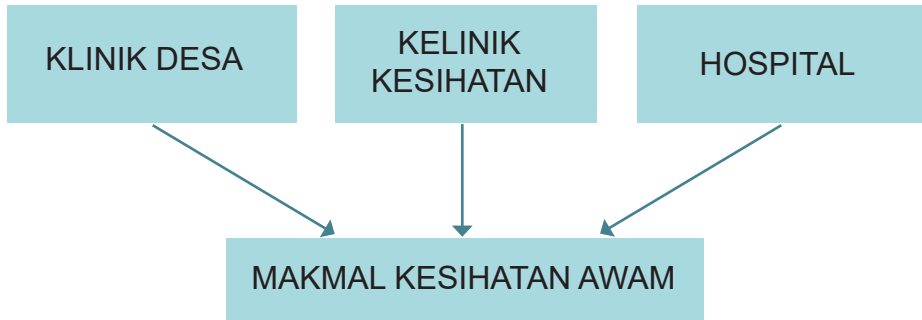 KLINIK DESA
KELINIK
KESIHATAN
HOSPITAL
MAKMAL KESIHATAN AWAM